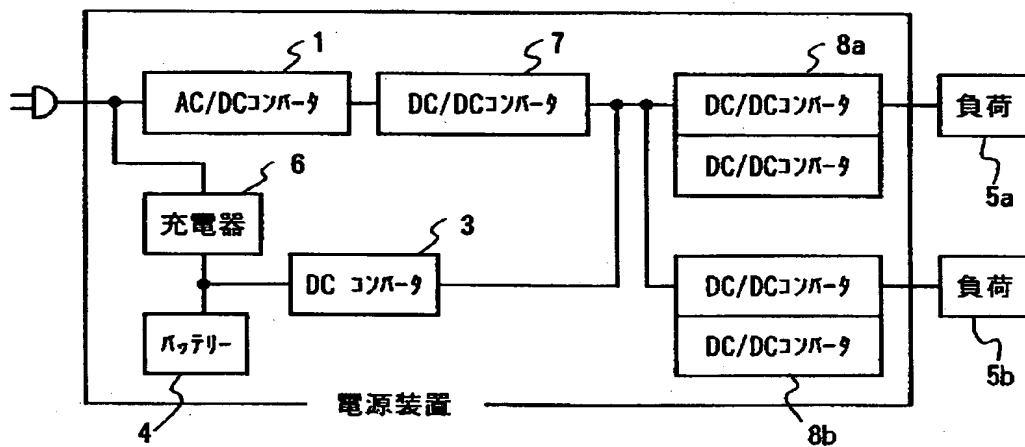 1
7
8a
AC/DCコンバータ
DC/DCコンバータ
DC/DCコンバータ
負荷
DC/DCコンバータ
5a
6
充電器
3
DC コンバータ
DC/DCコンバータ
負荷
バッテリー
DC/DCコンバータ
5b
4
電源装置
8b